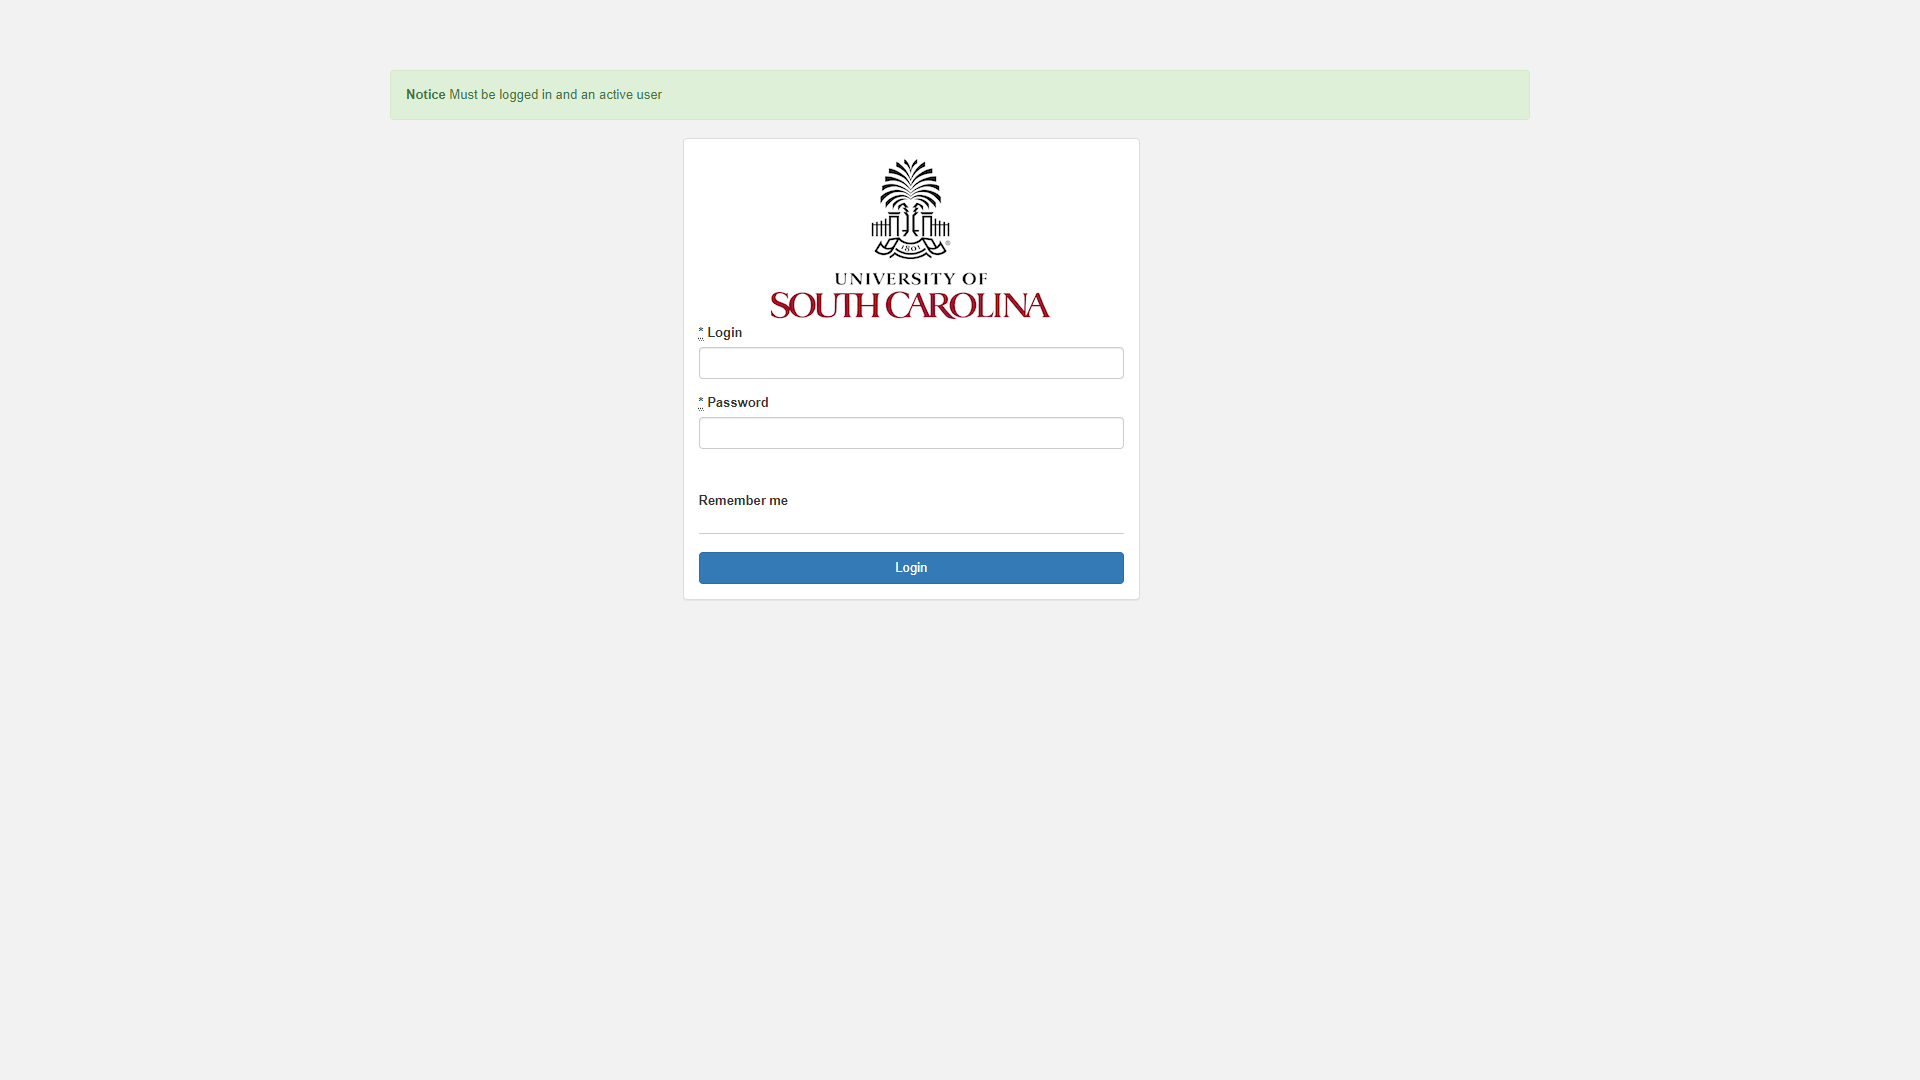 Notice Must be logged in and an active user
1801
®
UNIVERSITY OF
SOUTH CAROLINA
* Login
* Password
Remember me
Login